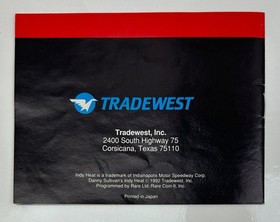 TRADEWEST
Tradewest, Inc.
2400 South Highway 75
Corsicana, Texas 75110
Indy Heat is a trademark of Indianapolis Motor Speedway Corp.
Danny Sullivan's Indy Heat © 1992 Tradewest, Inc.
Programmed by Rare Ltd./Rare Coin-It, Inc.
Printed in Japan